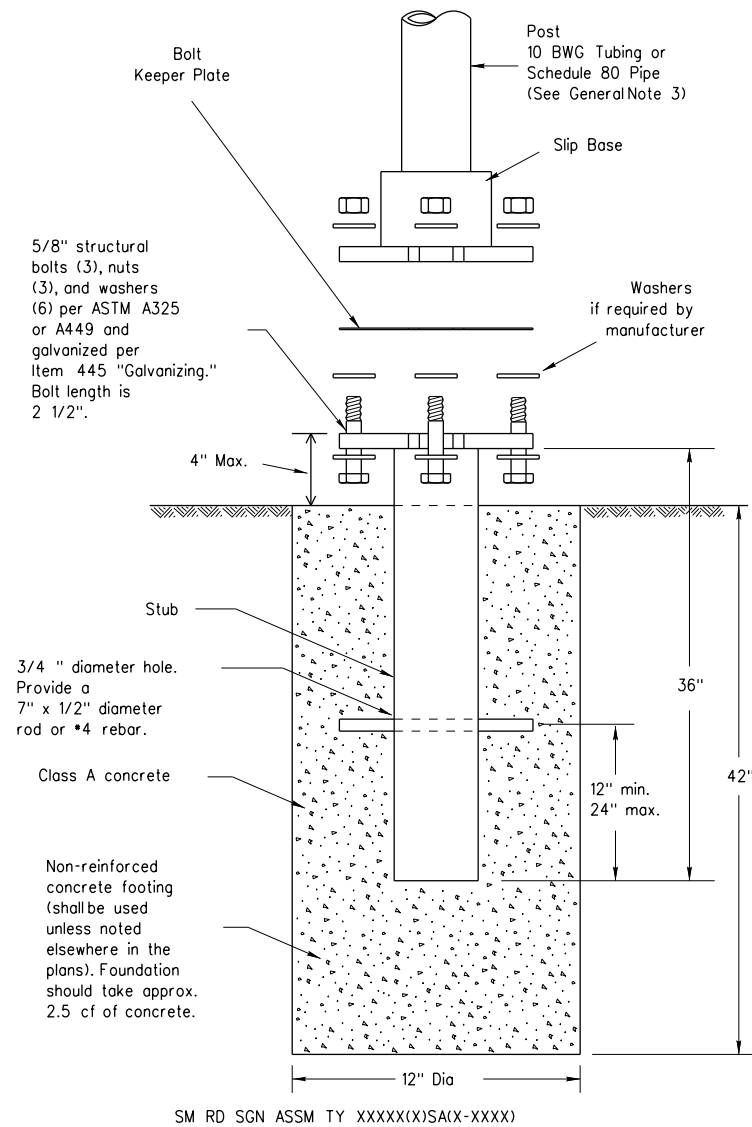 Bolt
Keeper Plate
Post
10 BWG Tubing or
Schedule 80 Pipe
(See General Note 3)
Slip Base
5/8" structural
bolts (3), nuts
(3), and washers
(6) per ASTM A325
or A449 and
galvanized per
Item 445 "Galvanizing."
Bolt length is
2 1/2".
Washers
if required by
manufacturer
4" Max.
Stub
3/4 " diameter hole.
Provide a
7" x 1/2" diameter
rod or *4 rebar.
Class A concrete
36"
42"
12" min.
24" max.
Non-reinforced
concrete footing
(shall be used
unless noted
elsewhere in the
plans). Foundation
should take approx.
2.5 cf of concrete.
12" Dia
SM RD SGN ASSM TY XXXXX(X)SA(X-XXXX)